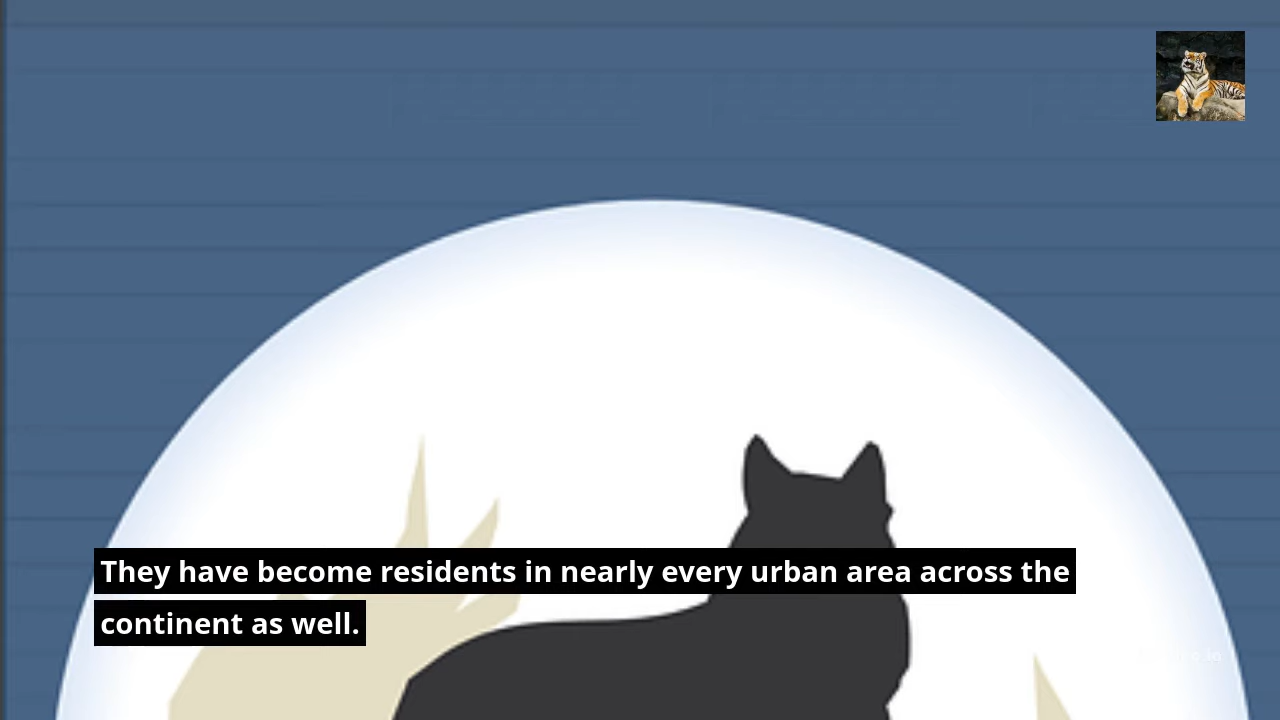 They have become residents in nearly every urban area across the
continent as well.